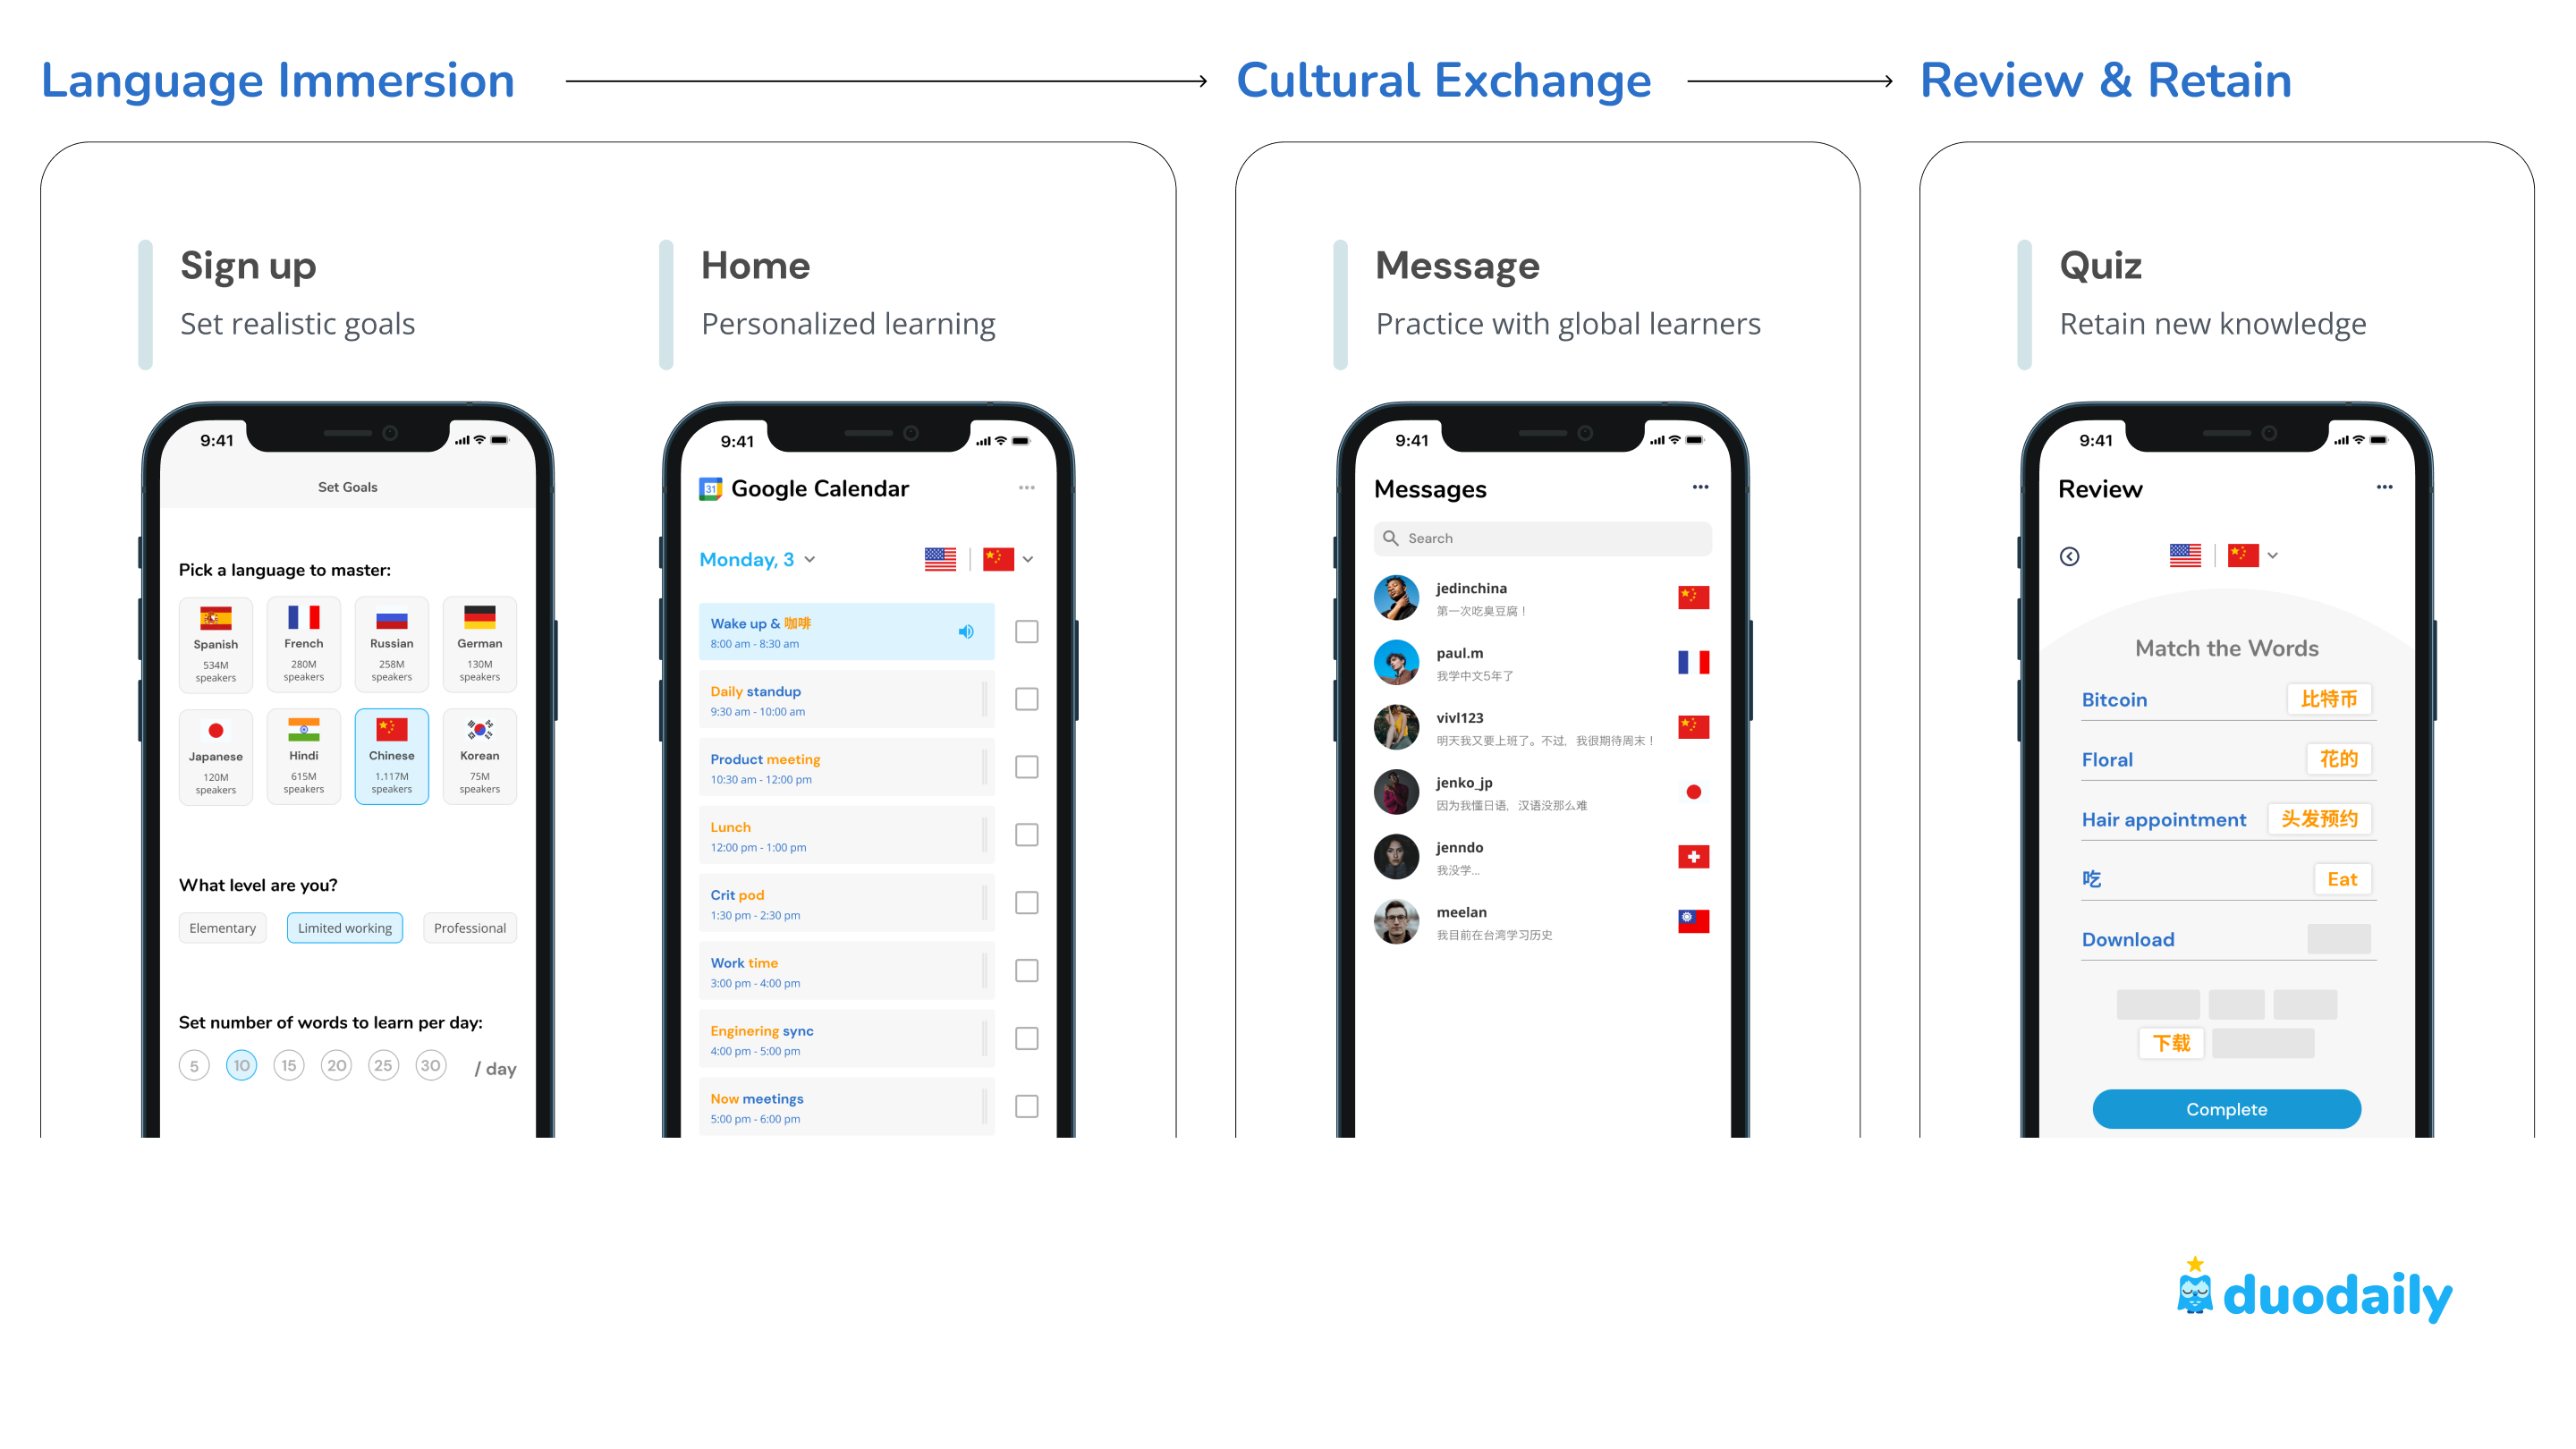 Language Immersion
Cultural Exchange
Review & Retain
Sign up
Set realistic goals
9:41
Set Goals
Pick a language to master:
Spanish
534M
speakers
French
280M
speakers
Russian
258M
speakers
German
130M
speakers
Japanese
120M
speakers
Hindi
615M
speakers
Chinese
1.117M
speakers
Korean
75M
speakers
What level are you?
Elementary
Limited working
Professional
Set number of words to learn per day:
5 10 15 20 25 30 / day
Home
Personalized learning
9:41
31 Google Calendar
Monday, 3
Wake up & 咖啡
8:00 am - 8:30 am
Daily standup
9:30 am - 10:00 am
Product meeting
10:30 am - 12:00 pm
Lunch
12:00 pm - 1:00 pm
Crit pod
1:30 pm - 2:30 pm
Work time
3:00 pm - 4:00 pm
Enginering sync
4:00 pm - 5:00 pm
Now meetings
5:00 pm - 6:00 pm
Message
Practice with global learners
9:41
Messages
Search
jedinchina
第一次吃臭豆腐！
paul.m
我学中文5年了
vivl123
明天我又要上班了。不过，我很期待周末！
jenko_jp
因为我懂日语，汉语没那么难
jenndo
我没学...
meelan
我目前在台湾学习历史
Quiz
Retain new knowledge
9:41
Review
Match the Words
Bitcoin 比特币
Floral 花的
Hair appointment 头发预约
吃 Eat
Download
下载
Complete
duodaily